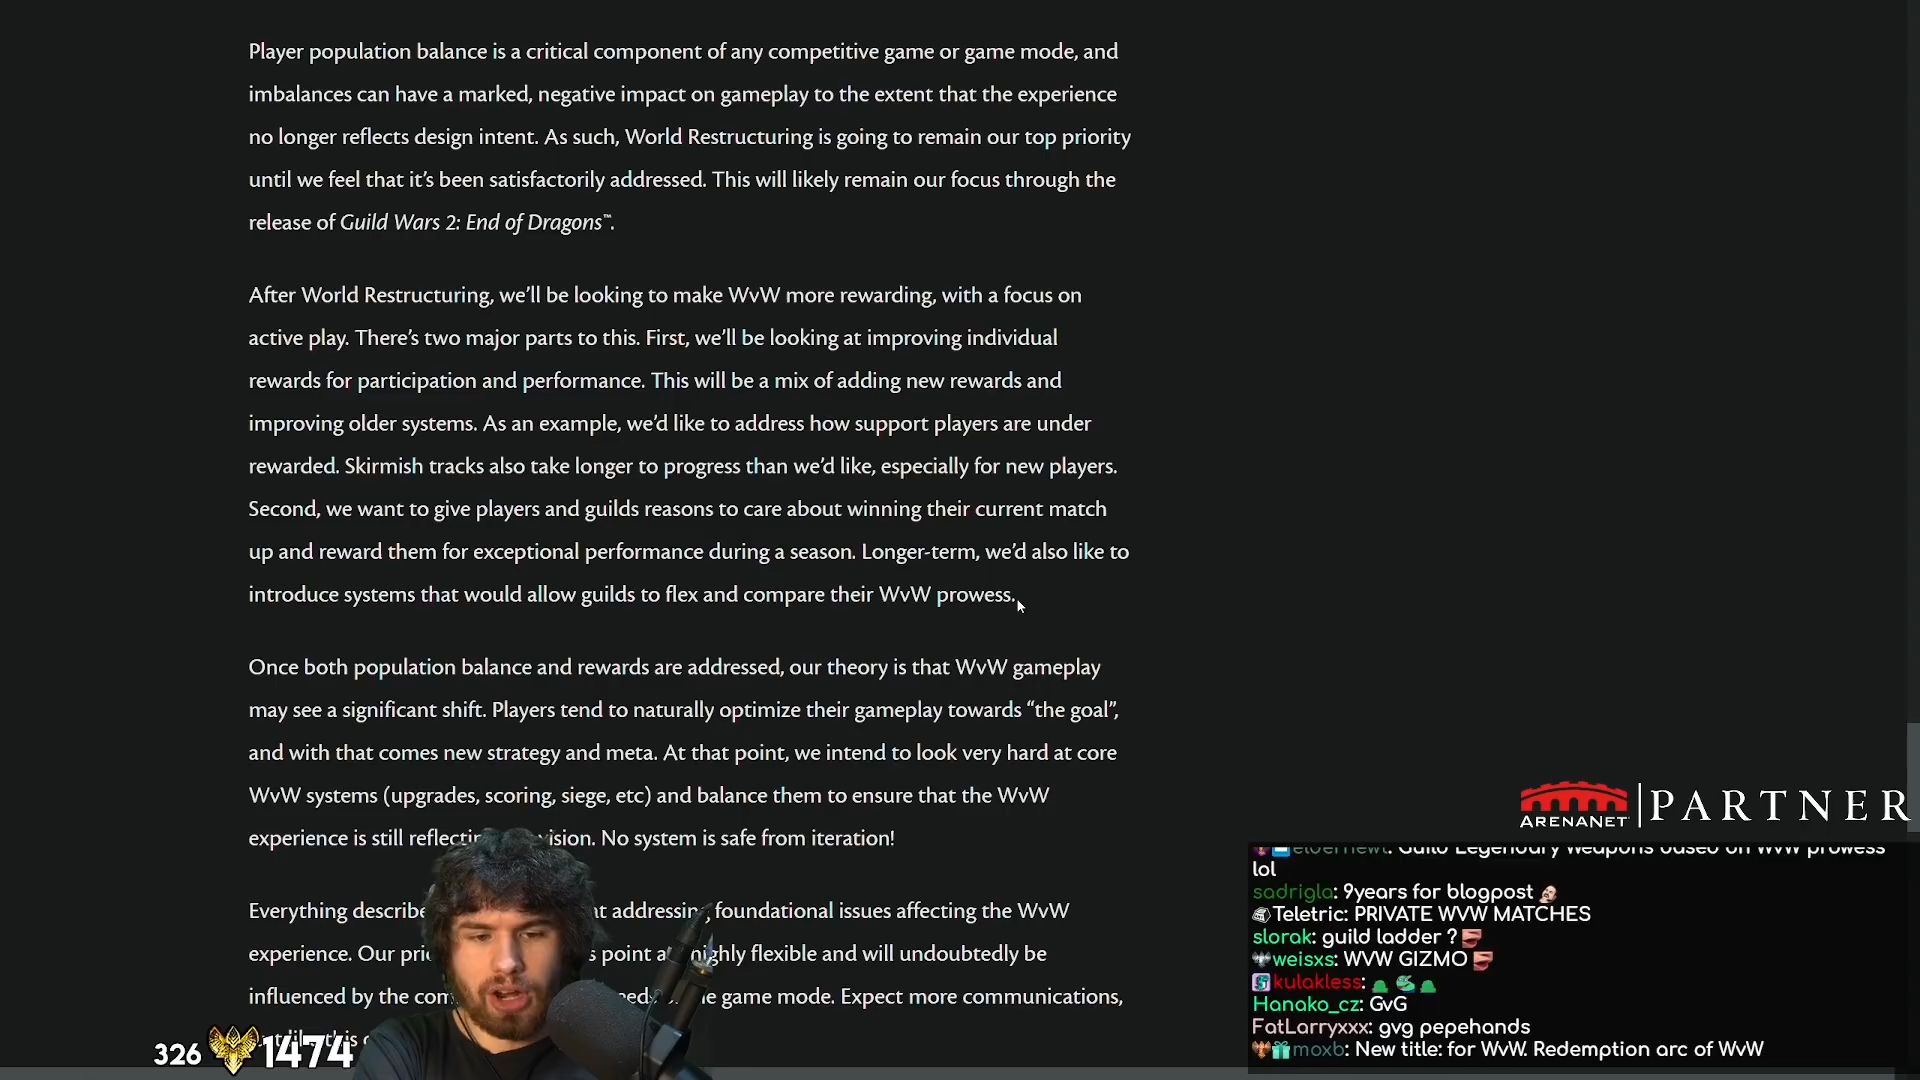 Player population balance is a critical component of any competitive game or game mode, and
imbalances can have a marked, negative impact on gameplay to the extent that the experience
no longer reflects design intent. As such, World Restructuring is going to remain our top priority
until we feel that it’s been satisfactorily addressed. This will likely remain our focus through the
release of Guild Wars 2: End of Dragons™.
After World Restructuring, we’ll be looking to make WvW more rewarding, with a focus on
active play. There’s two major parts to this. First, we’ll be looking at improving individual
rewards for participation and performance. This will be a mix of adding new rewards and
improving older systems. As an example, we’d like to address how support players are under
rewarded. Skirmish tracks also take longer to progress than we’d like, especially for new players.
Second, we want to give players and guilds reasons to care about winning their current match
up and reward them for exceptional performance during a season. Longer-term, we’d also like to
introduce systems that would allow guilds to flex and compare their WvW prowess.
Once both population balance and rewards are addressed, our theory is that WvW gameplay
may see a significant shift. Players tend to naturally optimize their gameplay towards “the goal”,
and with that comes new strategy and meta. At that point, we intend to look very hard at core
WvW systems (upgrades, scoring, siege, etc) and balance them to ensure that the WvW
experience is still ision. No system is safe from iteration!
Everything addressing foundational issues affecting the WvW
experience. Our point highly flexible and will undoubtedly be
influenced by the game mode. Expect more communications,
326 1474
ARENANET | PARTNER
Guild Legendary Weapons based on WvW prowess
lol
sadrigla: 9years for blogpost
Teletric: PRIVATE WVW MATCHES
slorak: guild ladder ?
weisxs: WVW GIZMO
kulakless:
Hanako_cz: GvG
FatLarryxxx: gvg pepehands
moxb: New title: for WvW. Redemption arc of WvW